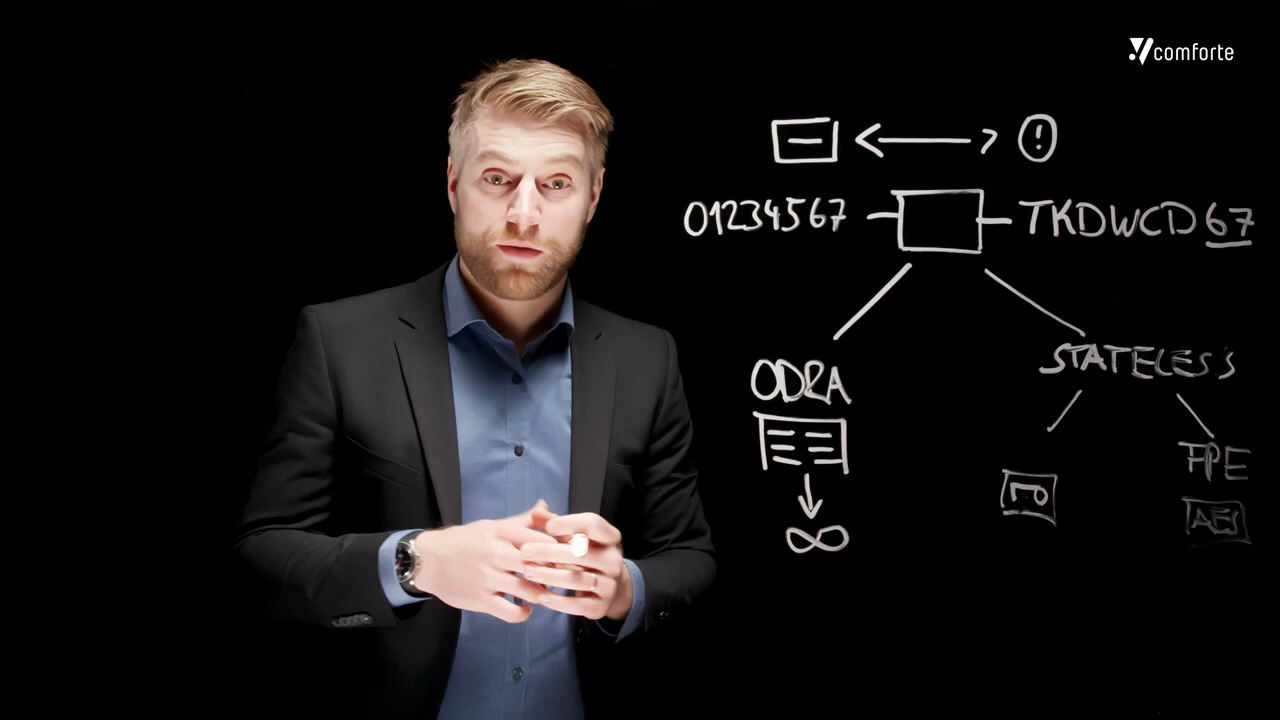 comforte
01234567
TKDWCD67
ODRA
STATELESS
FPE
AES